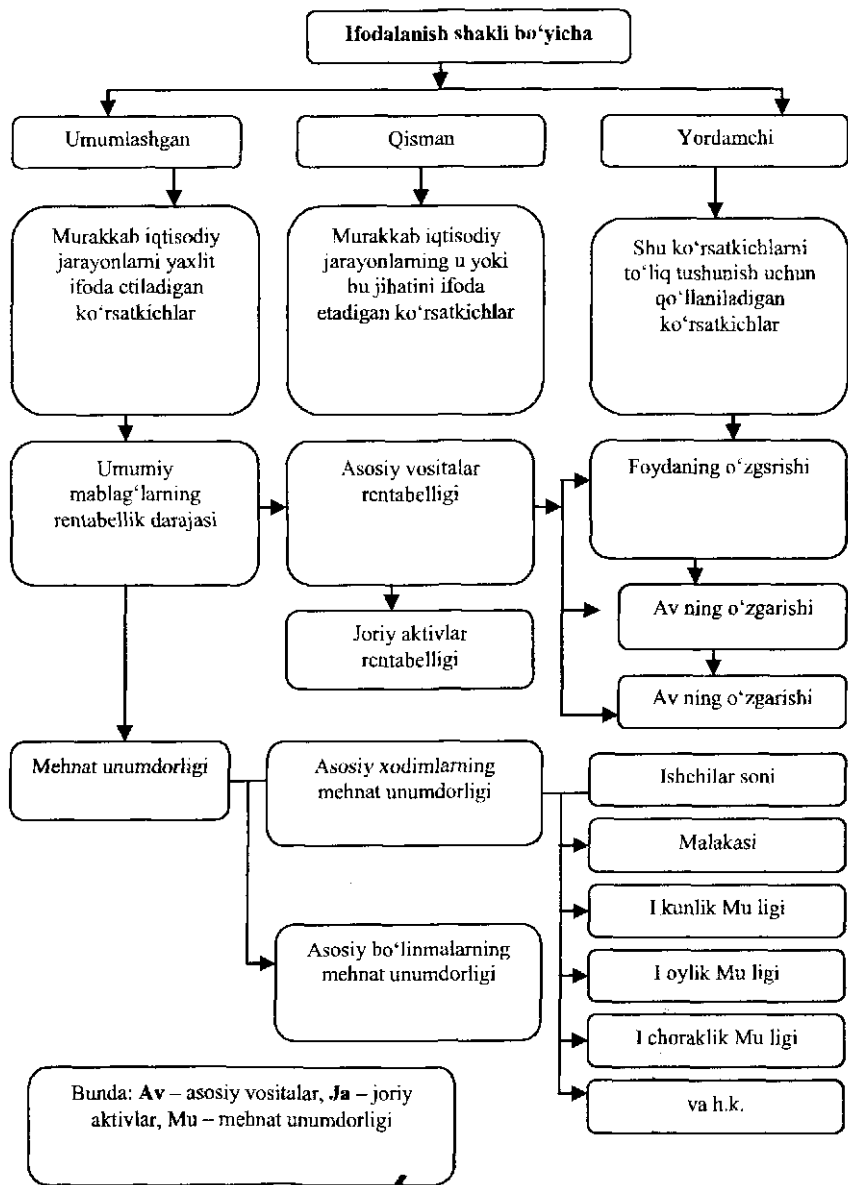 Ifodalanish shakli bo‘yicha
Umumlashgan
Qisman
Yordamchi
Murakkab iqtisodiy
jarayonlarni yaxlit
ifoda etiladigan
ko‘rsatkichlar
Murakkab iqtisodiy
jarayonlarning u yoki
bu jihatini ifoda
etadigan ko‘rsatkichlar
Shu ko‘rsatkichlarni
to‘liq tushunish uchun
qo‘llaniladigan
ko‘rsatkichlar
Umumiy
mablag‘larning
rentabellik darajasi
Asosiy vositalar
rentabelligi
Foydaning o‘zgsrishi
Joriy aktivlar
rentabelligi
Av ning o‘zgarishi
Av ning o‘zgarishi
Mehnat unumdorligi
Asosiy xodimlarning
mehnat unumdorligi
Ishchilar soni
Malakasi
I kunlik Mu ligi
Asosiy bo‘linmalarning
mehnat unumdorligi
I oylik Mu ligi
I choraklik Mu ligi
va h.k.
Bunda: Av – asosiy vositalar, Ja – joriy
aktivlar, Mu – mehnat unumdorligi